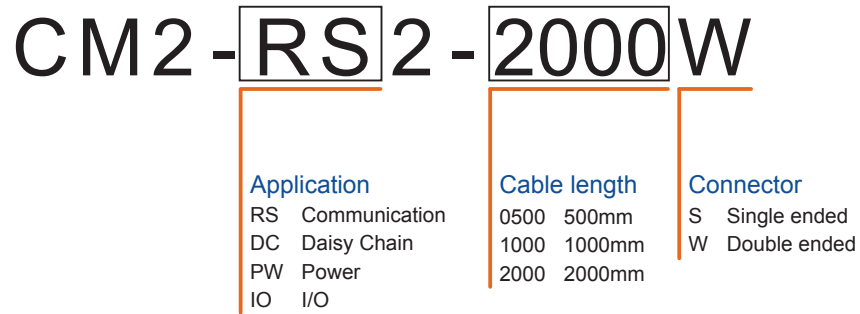 CM2-RS2-2000W
Application
RS Communication
DC Daisy Chain
PW Power
IO I/O
Cable length
0500 500mm
1000 1000mm
2000 2000mm
Connector
S Single ended
W Double ended